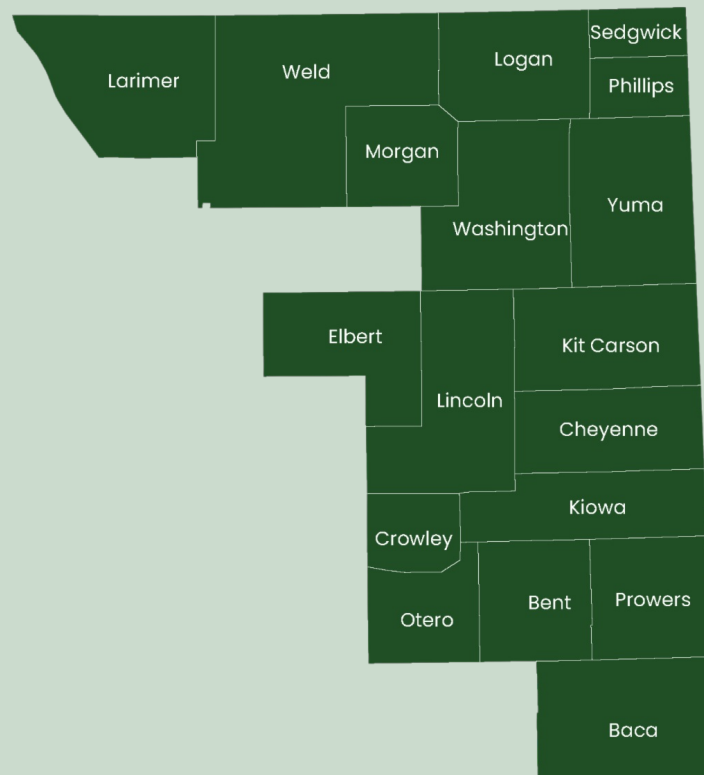 Sedgwick
Logan
Weld
Larimer
Phillips
Morgan
Yuma
Washington
Elbert
Kit Carson
Lincoln
Cheyenne
Kiowa
Crowley
Prowers
Bent
Otero
Baca